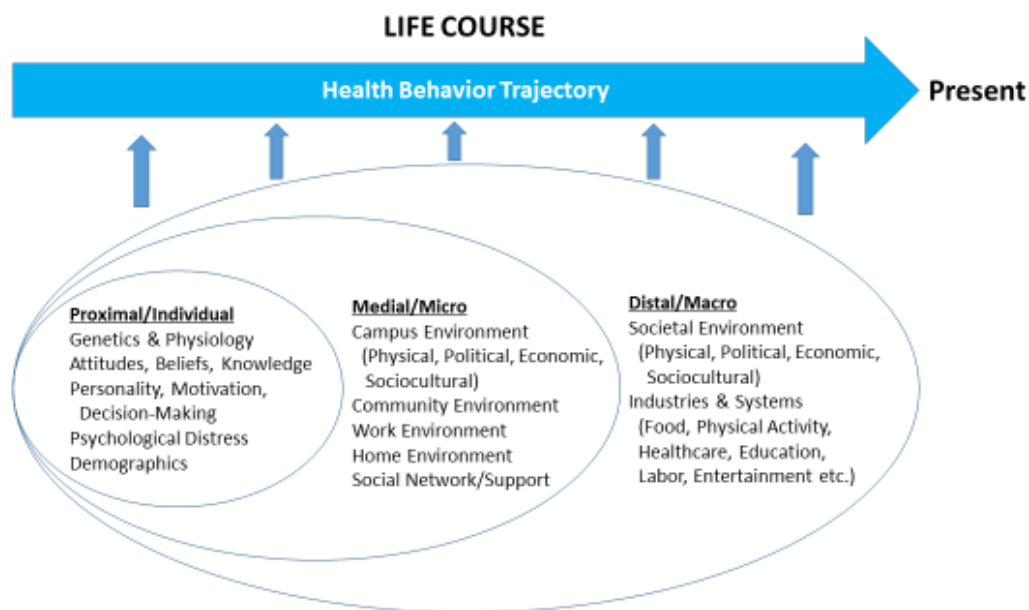 LIFE COURSE
Health Behavior Trajectory
Present
Proximal/Individual
Genetics & Physiology
Attitudes, Beliefs, Knowledge
Personality, Motivation,
Decision-Making
Psychological Distress
Demographics
Medial/Micro
Campus Environment
(Physical, Political, Economic,
Sociocultural)
Community Environment
Work Environment
Home Environment
Social Network/Support
Distal/Macro
Societal Environment
(Physical, Political, Economic,
Sociocultural)
Industries & Systems
(Food, Physical Activity,
Healthcare, Education,
Labor, Entertainment etc.)